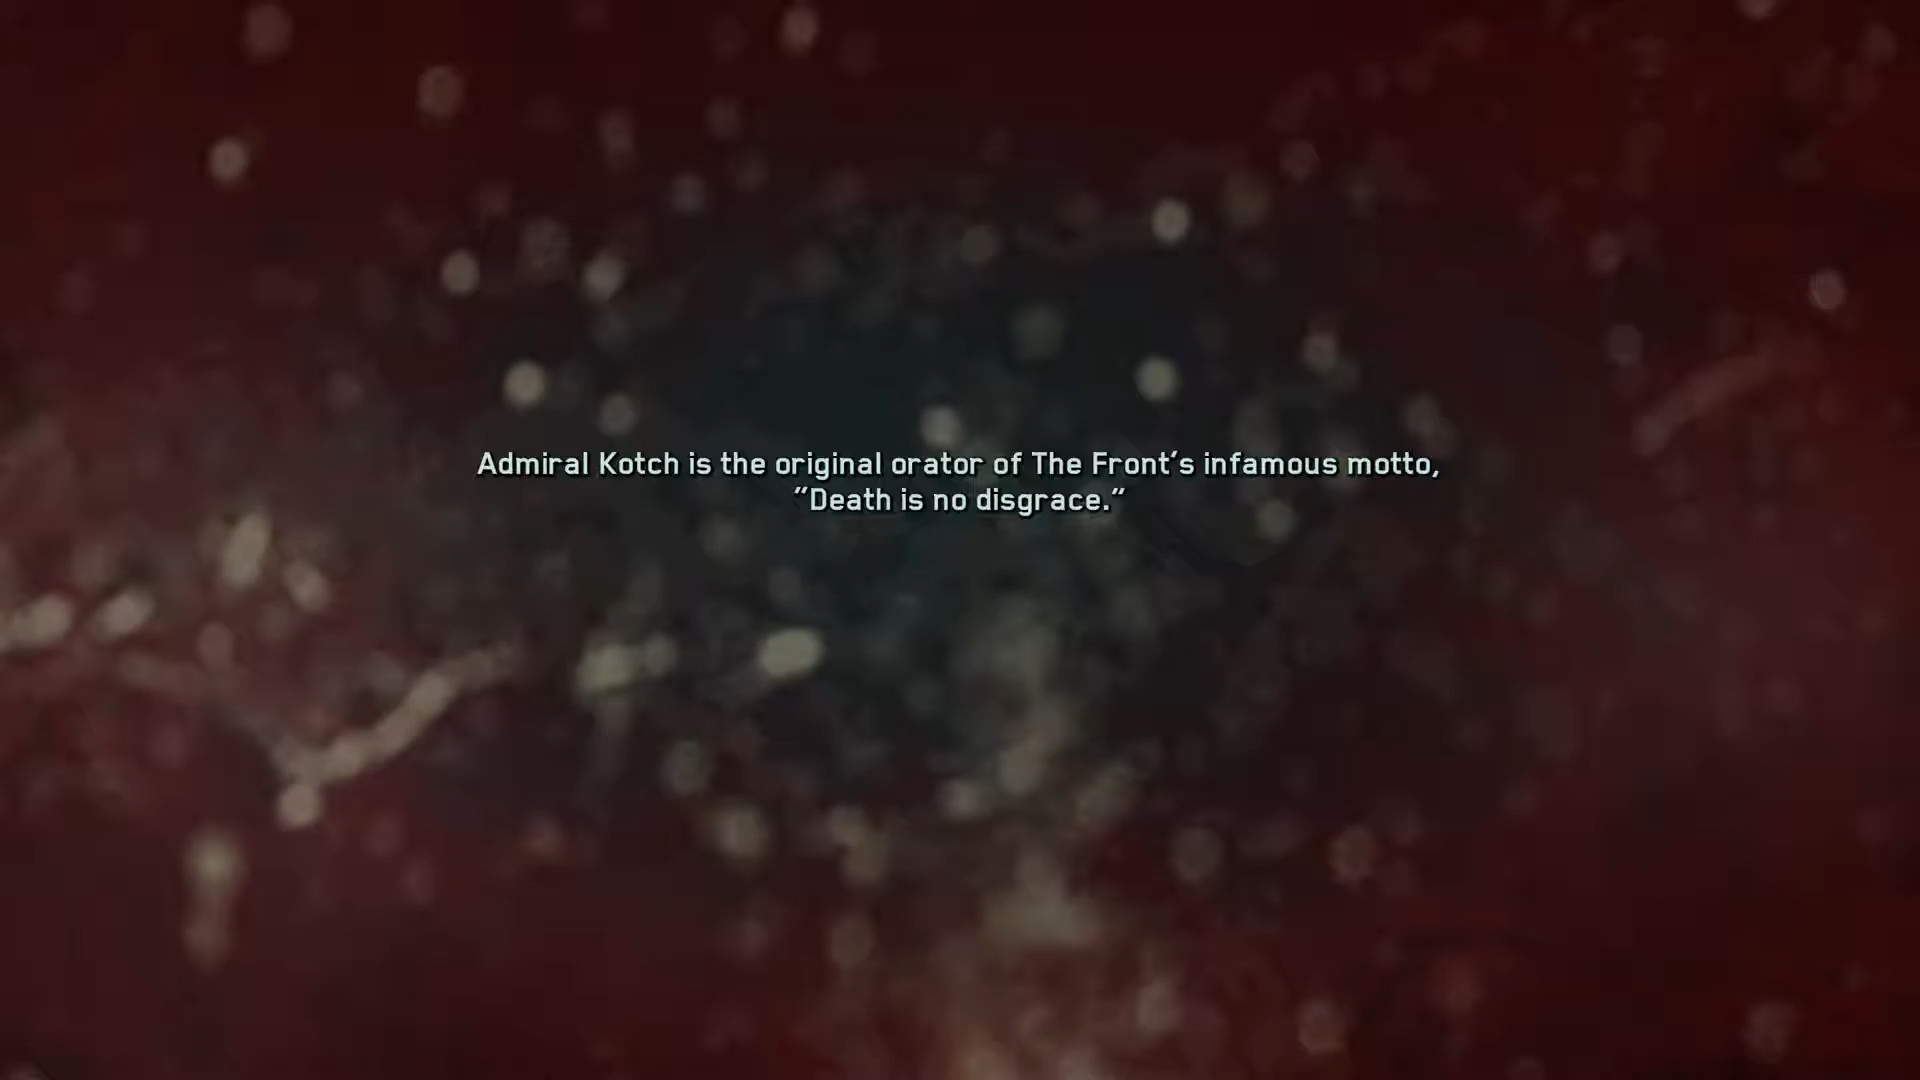 Admiral Kotch is the original orator of The Front's infamous motto,
"Death is no disgrace."